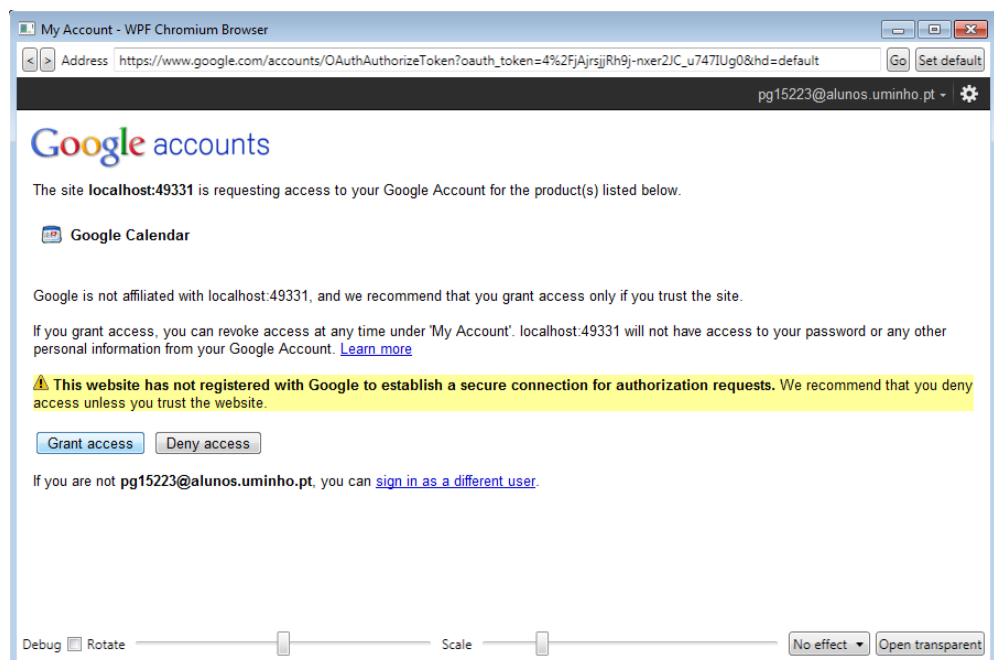 My Account - WPF Chromium Browser
< > Address https://www.google.com/accounts/OAuthAuthorizeToken?oauth_token=4%2FjAjrsjjRh9j-nxer2JC_u747IUg0&hd=default Go Set default
pg15223@alunos.uminho.pt
Google accounts
The site localhost:49331 is requesting access to your Google Account for the product(s) listed below.
Google Calendar
Google is not affiliated with localhost:49331, and we recommend that you grant access only if you trust the site.
If you grant access, you can revoke access at any time under 'My Account'. localhost:49331 will not have access to your password or any other
personal information from your Google Account. Learn more
This website has not registered with Google to establish a secure connection for authorization requests. We recommend that you deny
access unless you trust the website.
Grant access Deny access
If you are not pg15223@alunos.uminho.pt, you can sign in as a different user.
Debug Rotate Scale No effect Open transparent